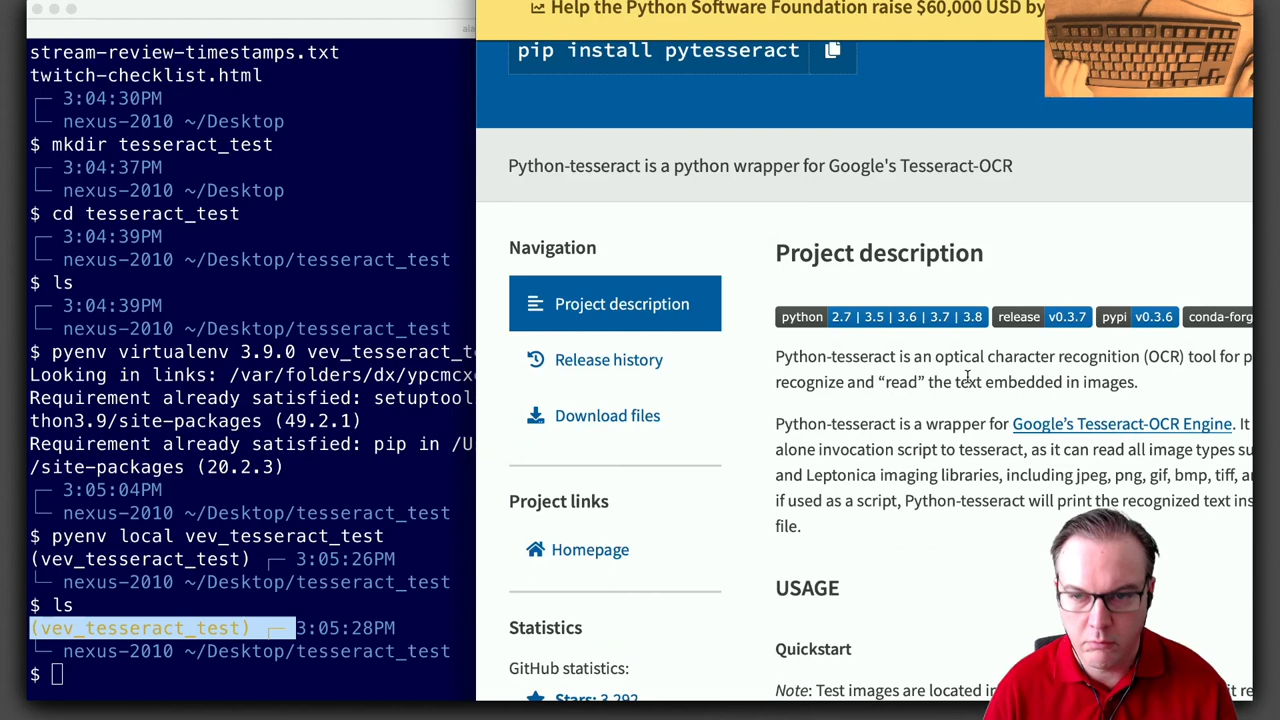 stream-review-timestamps.txt
twitch-checklist.html
3:04:30PM
nexus-2010 ~/Desktop
$ mkdir tesseract_test
3:04:37PM
nexus-2010 ~/Desktop
$ cd tesseract_test
3:04:39PM
nexus-2010 ~/Desktop/tesseract_test
$ ls
3:04:39PM
nexus-2010 ~/Desktop/tesseract_test
$ pyenv virtualenv 3.9.0 vev_tesseract_t
Looking in links: /var/folders/dx/ypcmcx
Requirement already satisfied: setuptool
thon3.9/site-packages (49.2.1)
Requirement already satisfied: pip in /U
/site-packages (20.2.3)
3:05:04PM
nexus-2010 ~/Desktop/tesseract_test
$ pyenv local vev_tesseract_test
(vev_tesseract_test) 3:05:26PM
nexus-2010 ~/Desktop/tesseract_test
$ ls
(vev_tesseract_test) 3:05:28PM
nexus-2010 ~/Desktop/tesseract_test
$
Help the Python Software Foundation raise $60,000 USD by
pip install pytesseract
Python-tesseract is a python wrapper for Google's Tesseract-OCR
Navigation
Project description
Release history
Download files
Project links
Homepage
Statistics
GitHub statistics:
Stars: 3,292
Project description
python 2.7 | 3.5 | 3.6 | 3.7 | 3.8 release v0.3.7 pypi v0.3.6 conda-forg
Python-tesseract is an optical character recognition (OCR) tool for p
recognize and “read” the text embedded in images.
Python-tesseract is a wrapper for Google’s Tesseract-OCR Engine. It
alone invocation script to tesseract, as it can read all image types su
and Leptonica imaging libraries, including jpeg, png, gif, bmp, tiff, a
if used as a script, Python-tesseract will print the recognized text ins
file.
USAGE
Quickstart
Note: Test images are located in